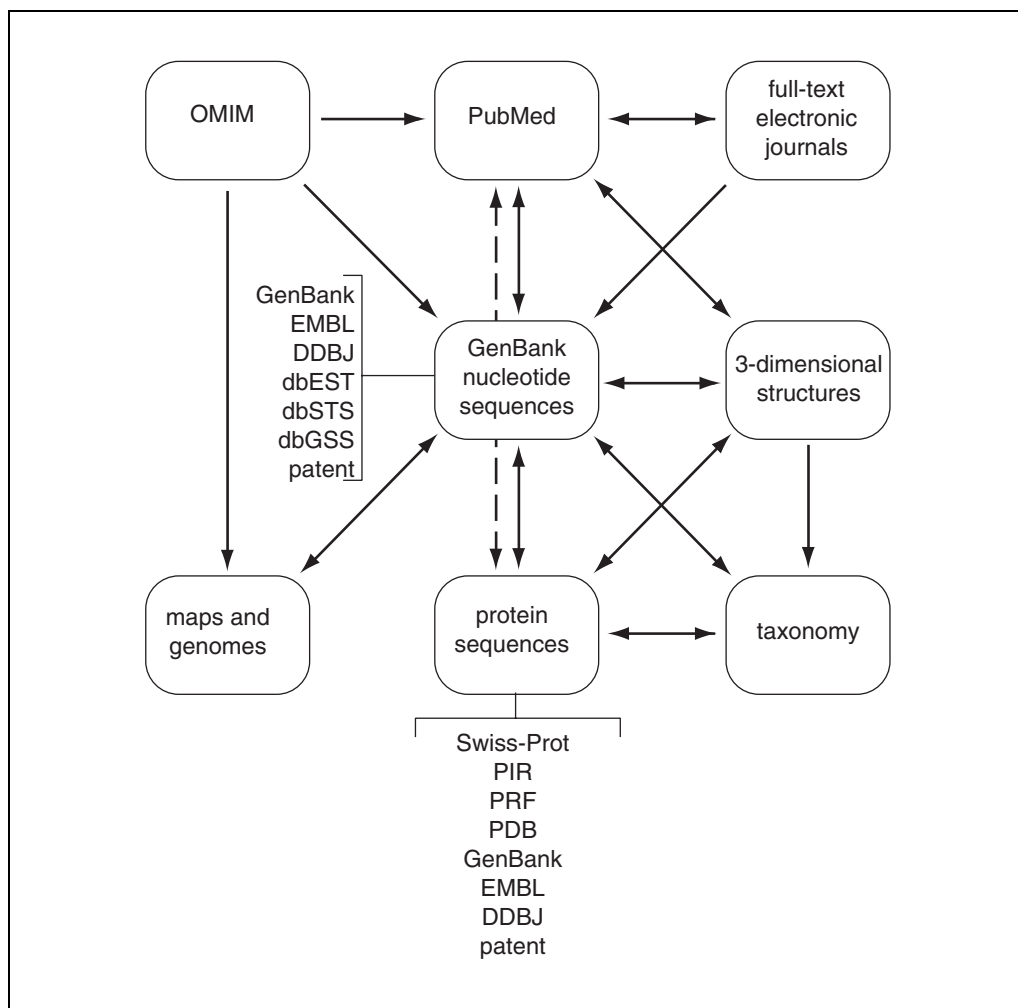 OMIM
PubMed
full-text
electronic
journals
GenBank
EMBL
DDBJ
dbEST
dbSTS
dbGSS
patent
GenBank
nucleotide
sequences
3-dimensional
structures
maps and
genomes
protein
sequences
taxonomy
Swiss-Prot
PIR
PRF
PDB
GenBank
EMBL
DDBJ
patent